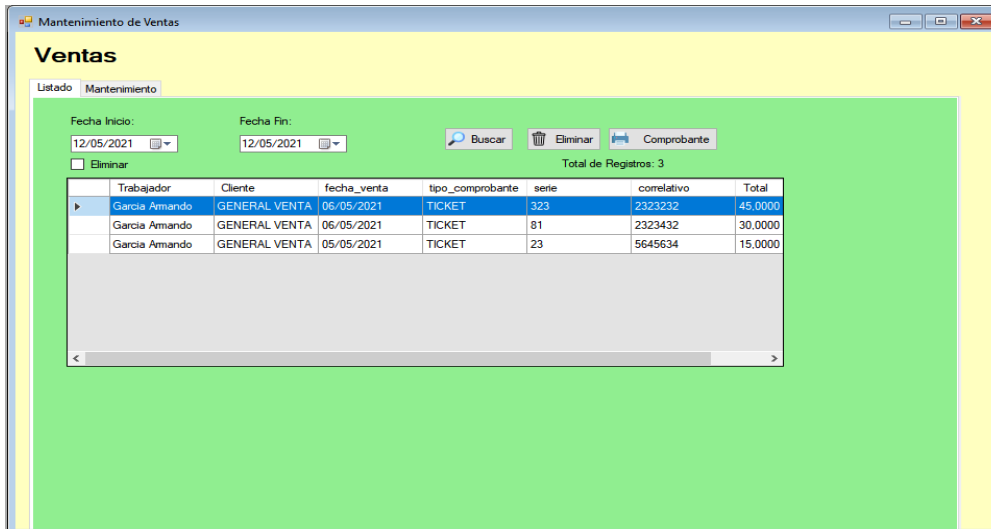 Mantenimiento de Ventas
Ventas
Listado Mantenimiento
Fecha Inicio: Fecha Fin:
12/05/2021 12/05/2021 Buscar Eliminar Comprobante
Eliminar Total de Registros: 3
Trabajador Cliente fecha_venta tipo_comprobante serie correlativo Total
Garcia Armando GENERAL VENTA 06/05/2021 TICKET 323 2323232 45,0000
Garcia Armando GENERAL VENTA 06/05/2021 TICKET 81 2323432 30,0000
Garcia Armando GENERAL VENTA 05/05/2021 TICKET 23 5645634 15,0000